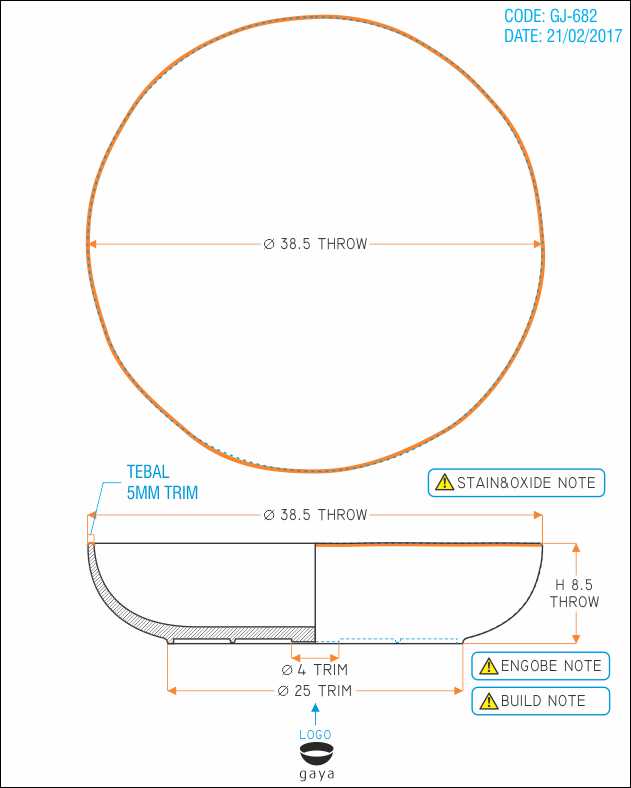 CODE: GJ-682
DATE: 21/02/2017
Ø 38.5 THROW
TEBAL
5MM TRIM
STAIN&OXIDE NOTE
Ø 38.5 THROW
H 8.5
THROW
Ø 4 TRIM
ENGOBE NOTE
Ø 25 TRIM
BUILD NOTE
LOGO
gaya